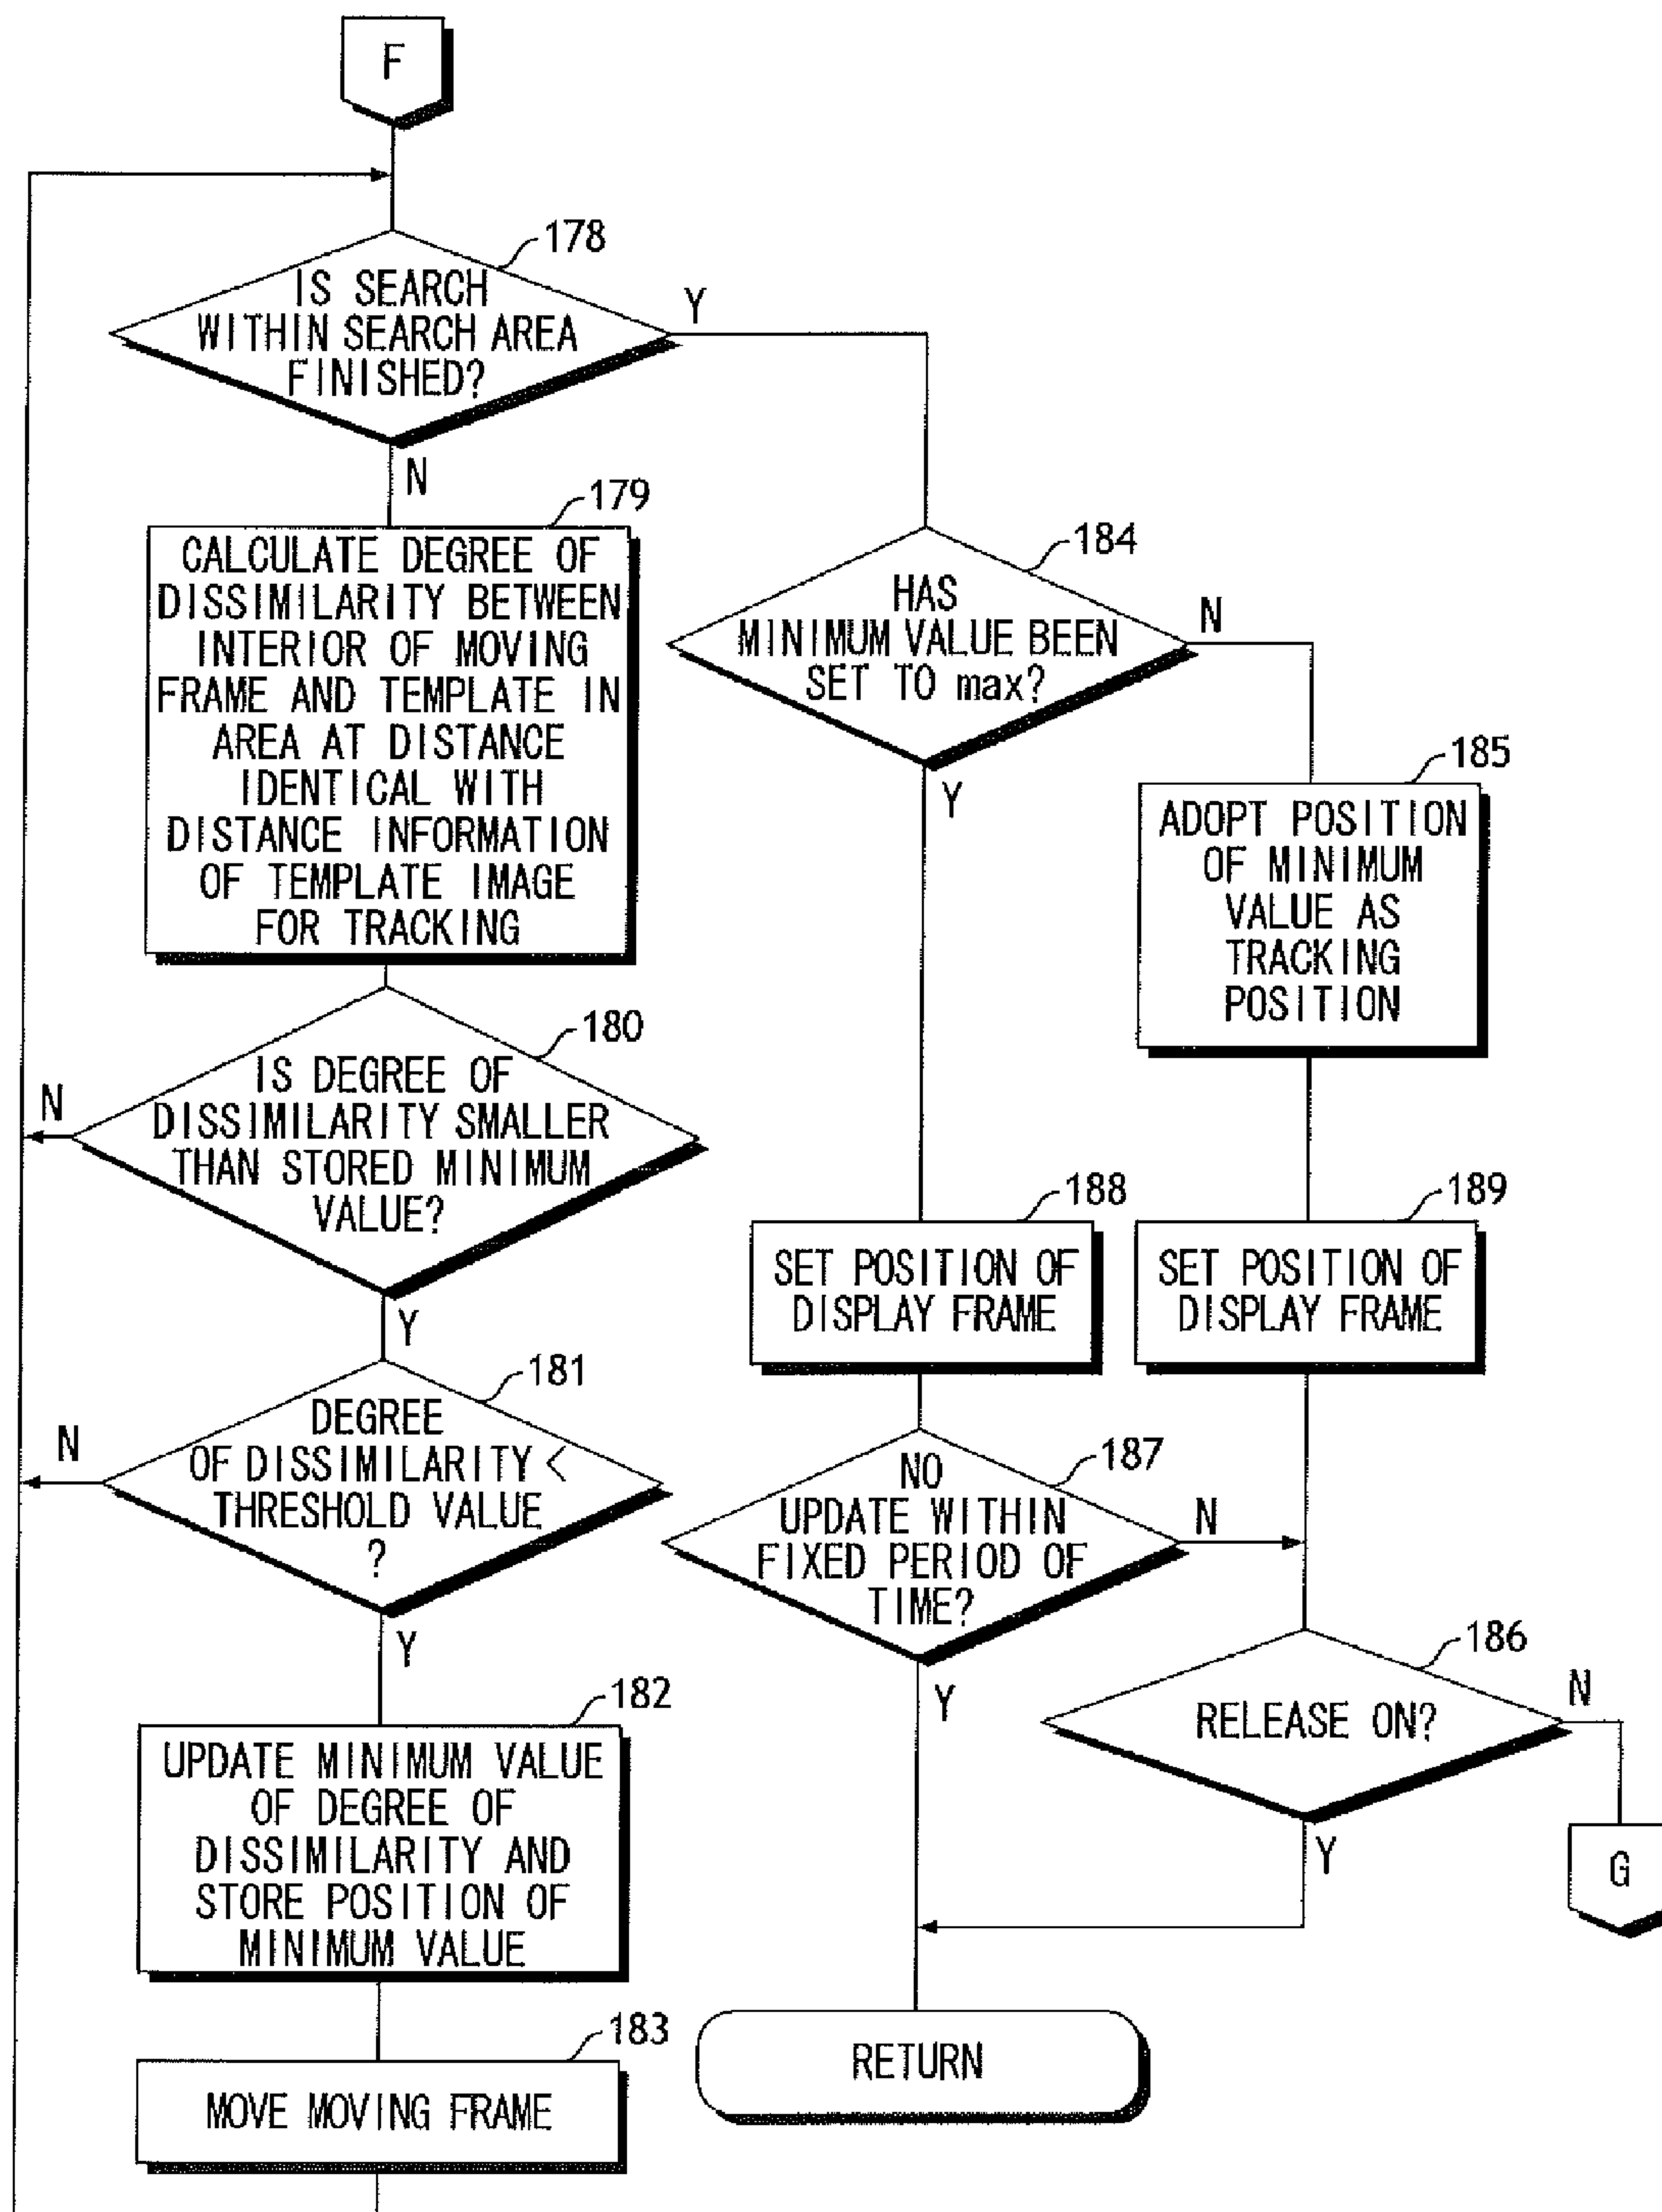 F
178
IS SEARCH
WITHIN SEARCH AREA
FINISHED?
Y
N
179
CALCULATE DEGREE OF
DISSIMILARITY BETWEEN
INTERIOR OF MOVING
FRAME AND TEMPLATE IN
AREA AT DISTANCE
IDENTICAL WITH
DISTANCE INFORMATION
OF TEMPLATE IMAGE
FOR TRACKING
180
IS DEGREE OF
DISSIMILARITY SMALLER
THAN STORED MINIMUM
VALUE?
N
Y
181
DEGREE
OF DISSIMILARITY <
THRESHOLD VALUE
?
N
Y
182
UPDATE MINIMUM VALUE
OF DEGREE OF
DISSIMILARITY AND
STORE POSITION OF
MINIMUM VALUE
183
MOVE MOVING FRAME
184
HAS
MINIMUM VALUE BEEN
SET TO max?
N
Y
185
ADOPT POSITION
OF MINIMUM
VALUE AS
TRACKING
POSITION
188
SET POSITION OF
DISPLAY FRAME
189
SET POSITION OF
DISPLAY FRAME
187
NO
UPDATE WITHIN
FIXED PERIOD OF
TIME?
N
Y
186
RELEASE ON?
N
Y
G
RETURN